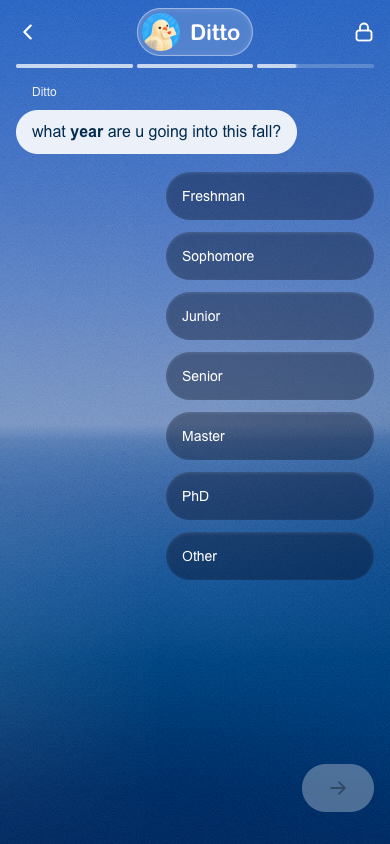 Ditto
Ditto
what year are u going into this fall?
Freshman
Sophomore
Junior
Senior
Master
PhD
Other